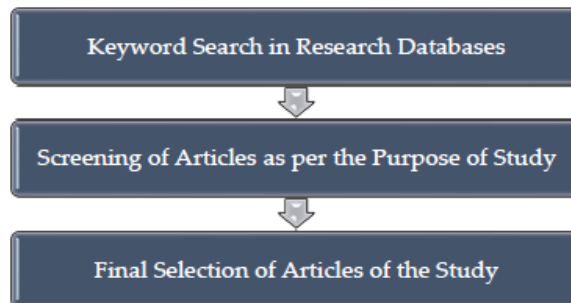 Keyword Search in Research Databases
Screening of Articles as per the Purpose of Study
Final Selection of Articles of the Study